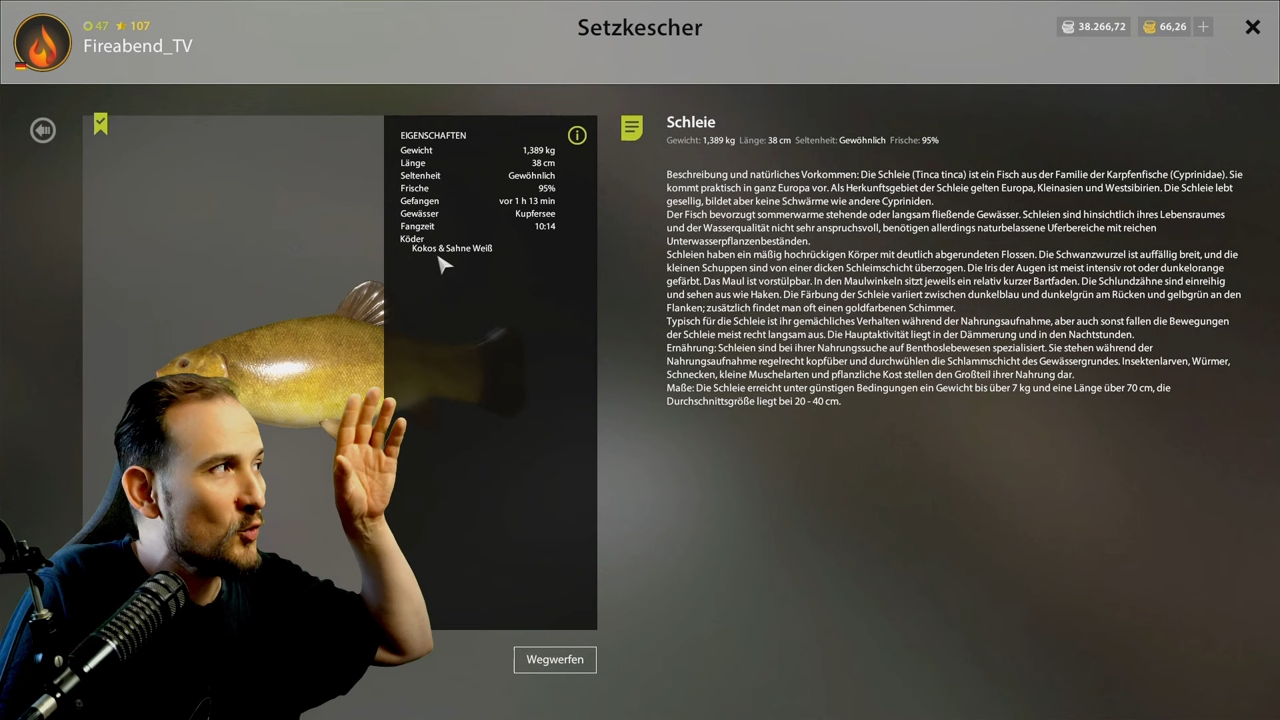 47 107
Fireabend_TV
Setzkescher
38.266,72
66,26
EIGENSCHAFTEN
Gewicht 1,389 kg
Länge 38 cm
Seltenheit Gewöhnlich
Frische 95%
Gefangen vor 1 h 13 min
Gewässer Kupfersee
Fangzeit 10:14
Köder
Kokos & Sahne Weiß
Wegwerfen
Schleie
Gewicht: 1,389 kg Länge: 38 cm Seltenheit: Gewöhnlich Frische: 95%
Beschreibung und natürliches Vorkommen: Die Schleie (Tinca tinca) ist ein Fisch aus der Familie der Karpfenfische (Cyprinidae). Sie
kommt praktisch in ganz Europa vor. Als Herkunftsgebiet der Schleie gelten Europa, Kleinasien und Westsibirien. Die Schleie lebt
gesellig, bildet aber keine Schwärme wie andere Cypriniden.
Der Fisch bevorzugt sommerwarme stehende oder langsam fließende Gewässer. Schleien sind hinsichtlich ihres Lebensraumes
und der Wasserqualität nicht sehr anspruchsvoll, benötigen allerdings naturbelassene Uferbereiche mit reichen
Unterwasserpflanzenbeständen.
Schleien haben ein mäßig hochrückigen Körper mit deutlich abgerundeten Flossen. Die Schwanzwurzel ist auffällig breit, und die
kleinen Schuppen sind von einer dicken Schleimschicht überzogen. Die Iris der Augen ist meist intensiv rot oder dunkelorange
gefärbt. Das Maul ist vorstülpbar. In den Maulwinkeln sitzt jeweils ein relativ kurzer Bartfaden. Die Schlundzähne sind einreihig
und sehen aus wie Haken. Die Färbung der Schleie variiert zwischen dunkelblau und dunkelgrün am Rücken und gelbgrün an den
Flanken; zusätzlich findet man oft einen goldfarbenen Schimmer.
Typisch für die Schleie ist ihr gemächliches Verhalten während der Nahrungsaufnahme, aber auch sonst fallen die Bewegungen
der Schleie meist recht langsam aus. Die Hauptaktivität liegt in der Dämmerung und in den Nachtstunden.
Ernährung: Schleien sind bei ihrer Nahrungssuche auf Benthoslebewesen spezialisiert. Sie stehen während der
Nahrungsaufnahme regelrecht kopfüber und durchwühlen die Schlammschicht des Gewässergrundes. Insektenlarven, Würmer,
Schnecken, kleine Muschelarten und pflanzliche Kost stellen den Großteil ihrer Nahrung dar.
Maße: Die Schleie erreicht unter günstigen Bedingungen ein Gewicht bis über 7 kg und eine Länge über 70 cm, die
Durchschnittsgröße liegt bei 20 - 40 cm.